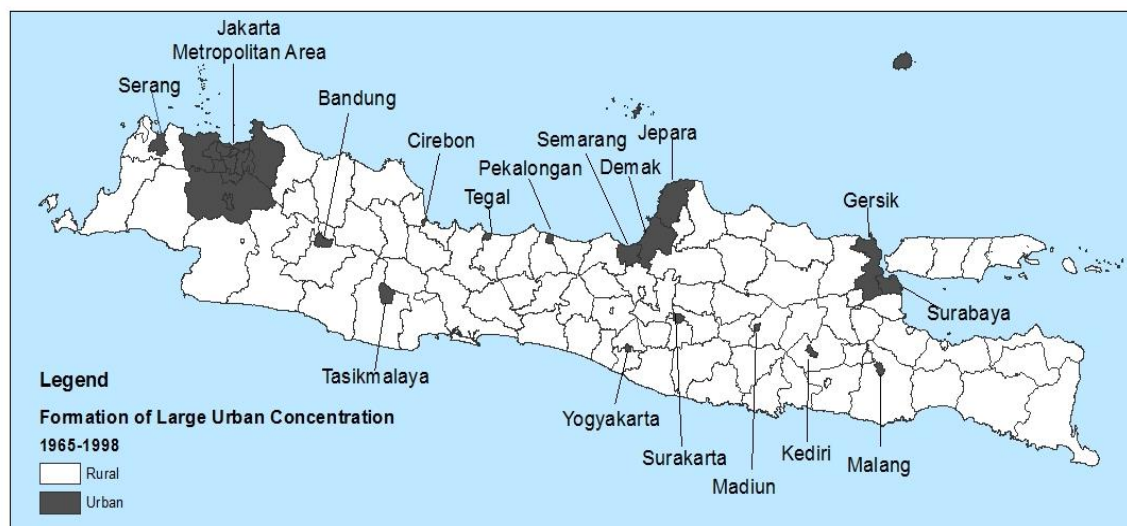 Jakarta
Metropolitan Area
Serang
Bandung
Cirebon
Tegal
Pekalongan
Semarang
Demak
Jepara
Gersik
Surabaya
Tasikmalaya
Yogyakarta
Surakarta
Madiun
Kediri
Malang
Legend
Formation of Large Urban Concentration
1965-1998
Rural
Urban